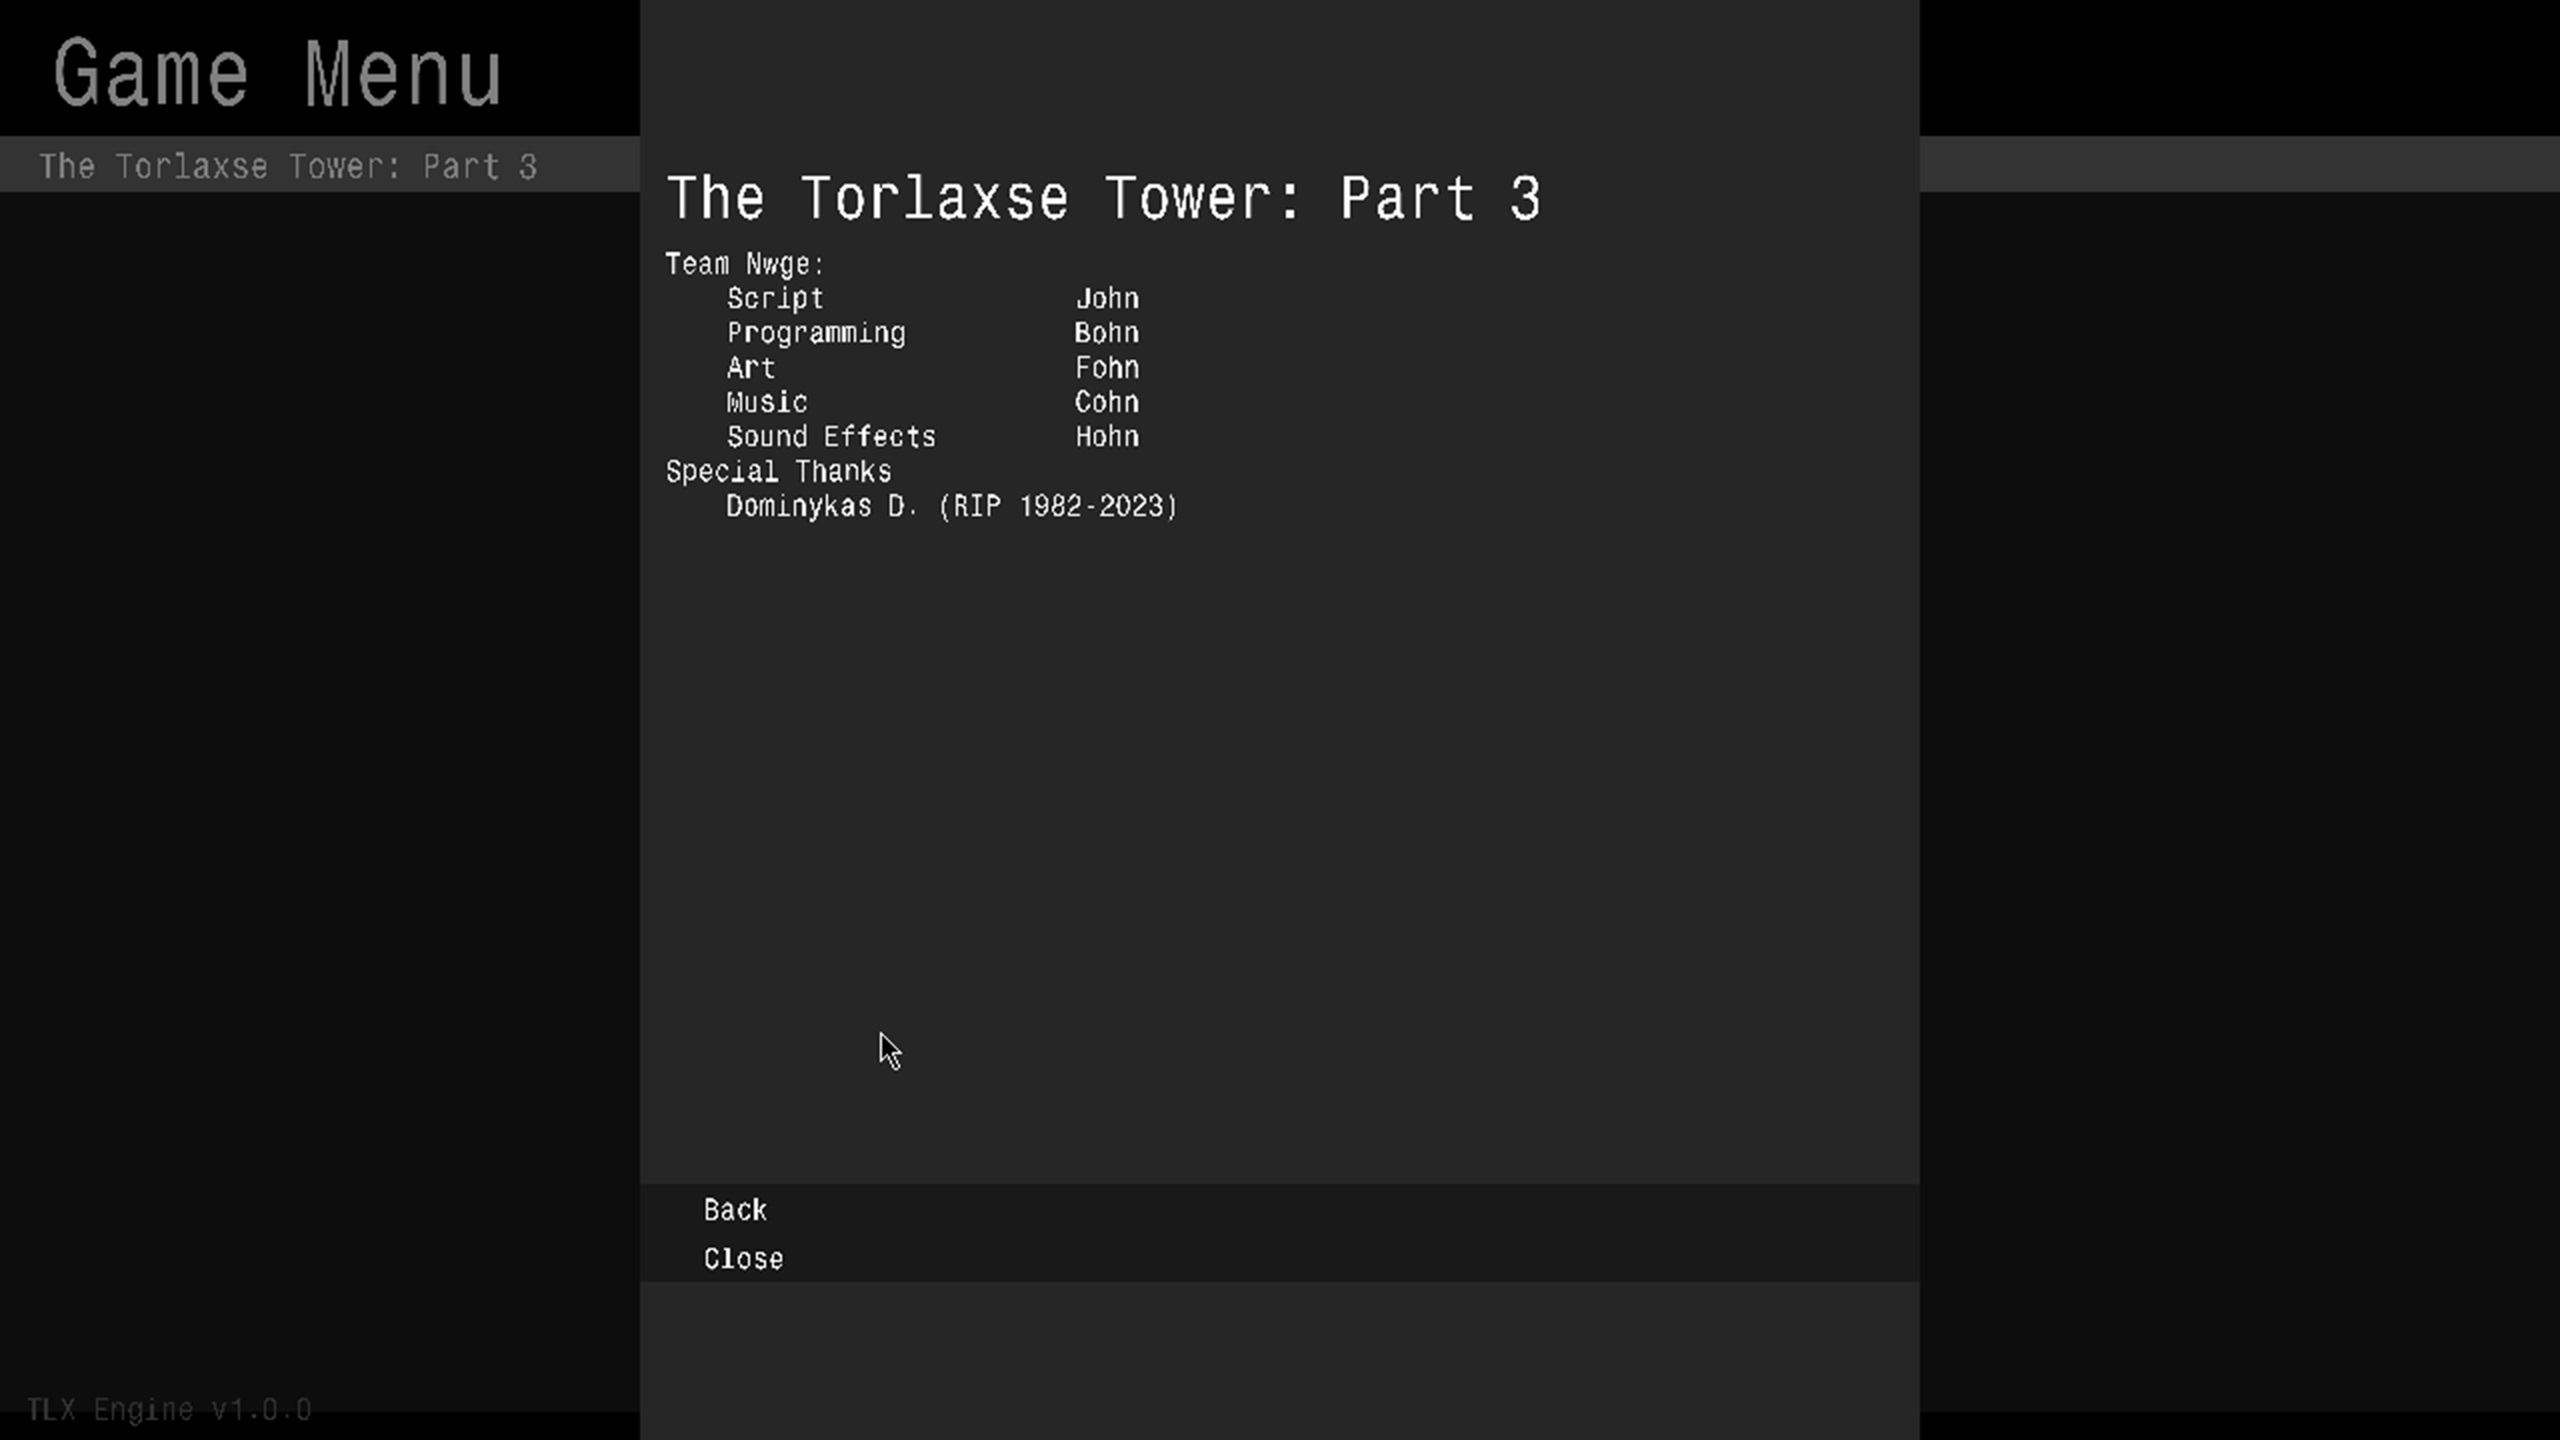 Game Menu
The Torlaxse Tower: Part 3
The Torlaxse Tower: Part 3
Team Nwge:
Script John
Programming Bohn
Art Fohn
Music Cohn
Sound Effects Hohn
Special Thanks
Dominykas D. (RIP 1982-2023)
Back
Close
TLX Engine v1.0.0